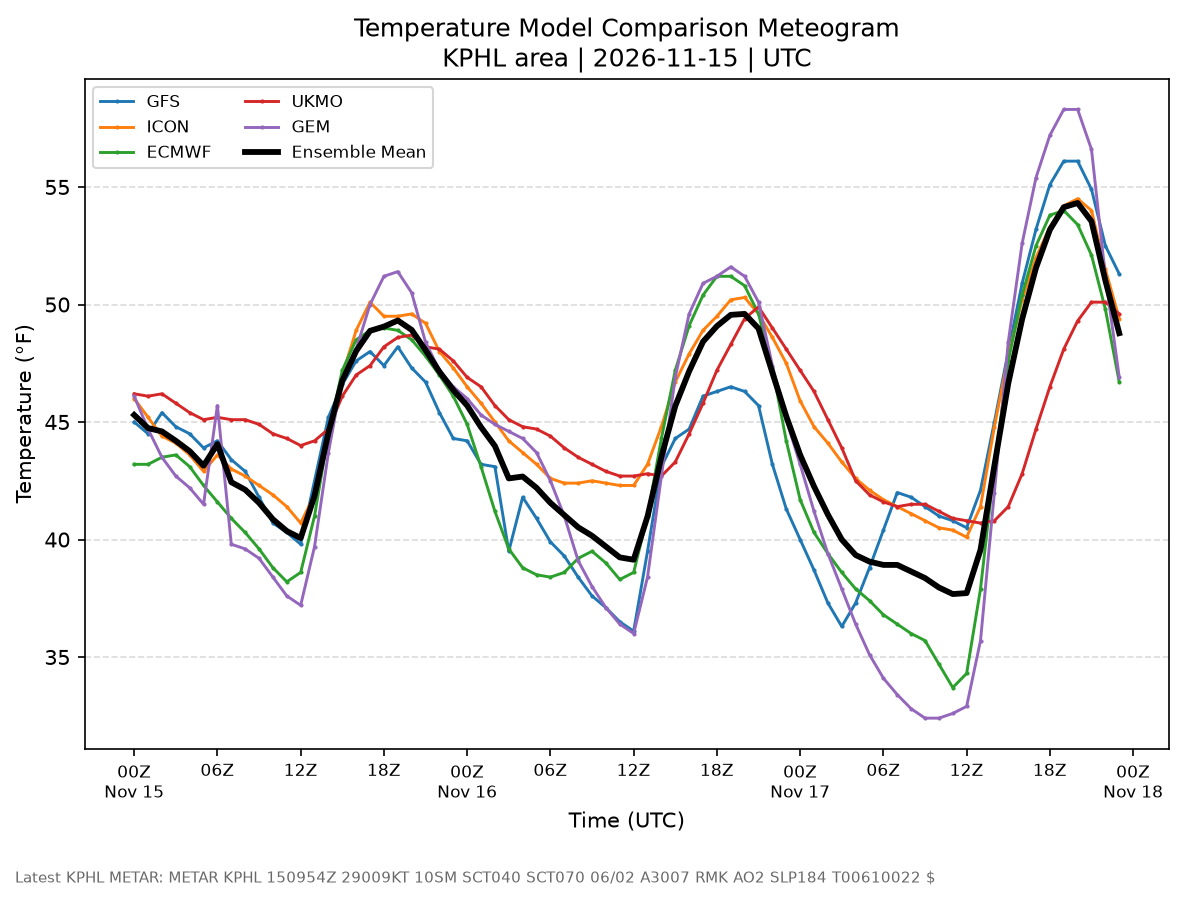 Temperature Model Comparison Meteogram
KPHL area | 2026-11-15 | UTC
GFS
ICON
ECMWF
UKMO
GEM
Ensemble Mean
Temperature (°F)
55
50
45
40
35
00Z
Nov 15
06Z
12Z
18Z
00Z
Nov 16
06Z
12Z
18Z
00Z
Nov 17
06Z
12Z
18Z
00Z
Nov 18
Time (UTC)
Latest KPHL METAR: METAR KPHL 150954Z 29009KT 10SM SCT040 SCT070 06/02 A3007 RMK AO2 SLP184 T00610022 $